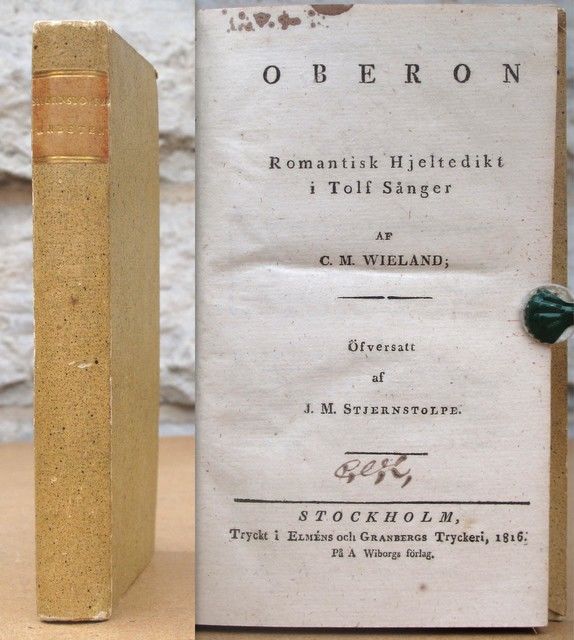 OBERON
Romantisk Hjeltedikt
i Tolf Sånger
AF
C. M. WIELAND;
Öfversatt
af
J. M. STJERNSTOLPE.
STOCKHOLM,
Tryckt i ELMÉNS och GRANBERGS Tryckeri, 1816.
På A Wiborgs förlag.